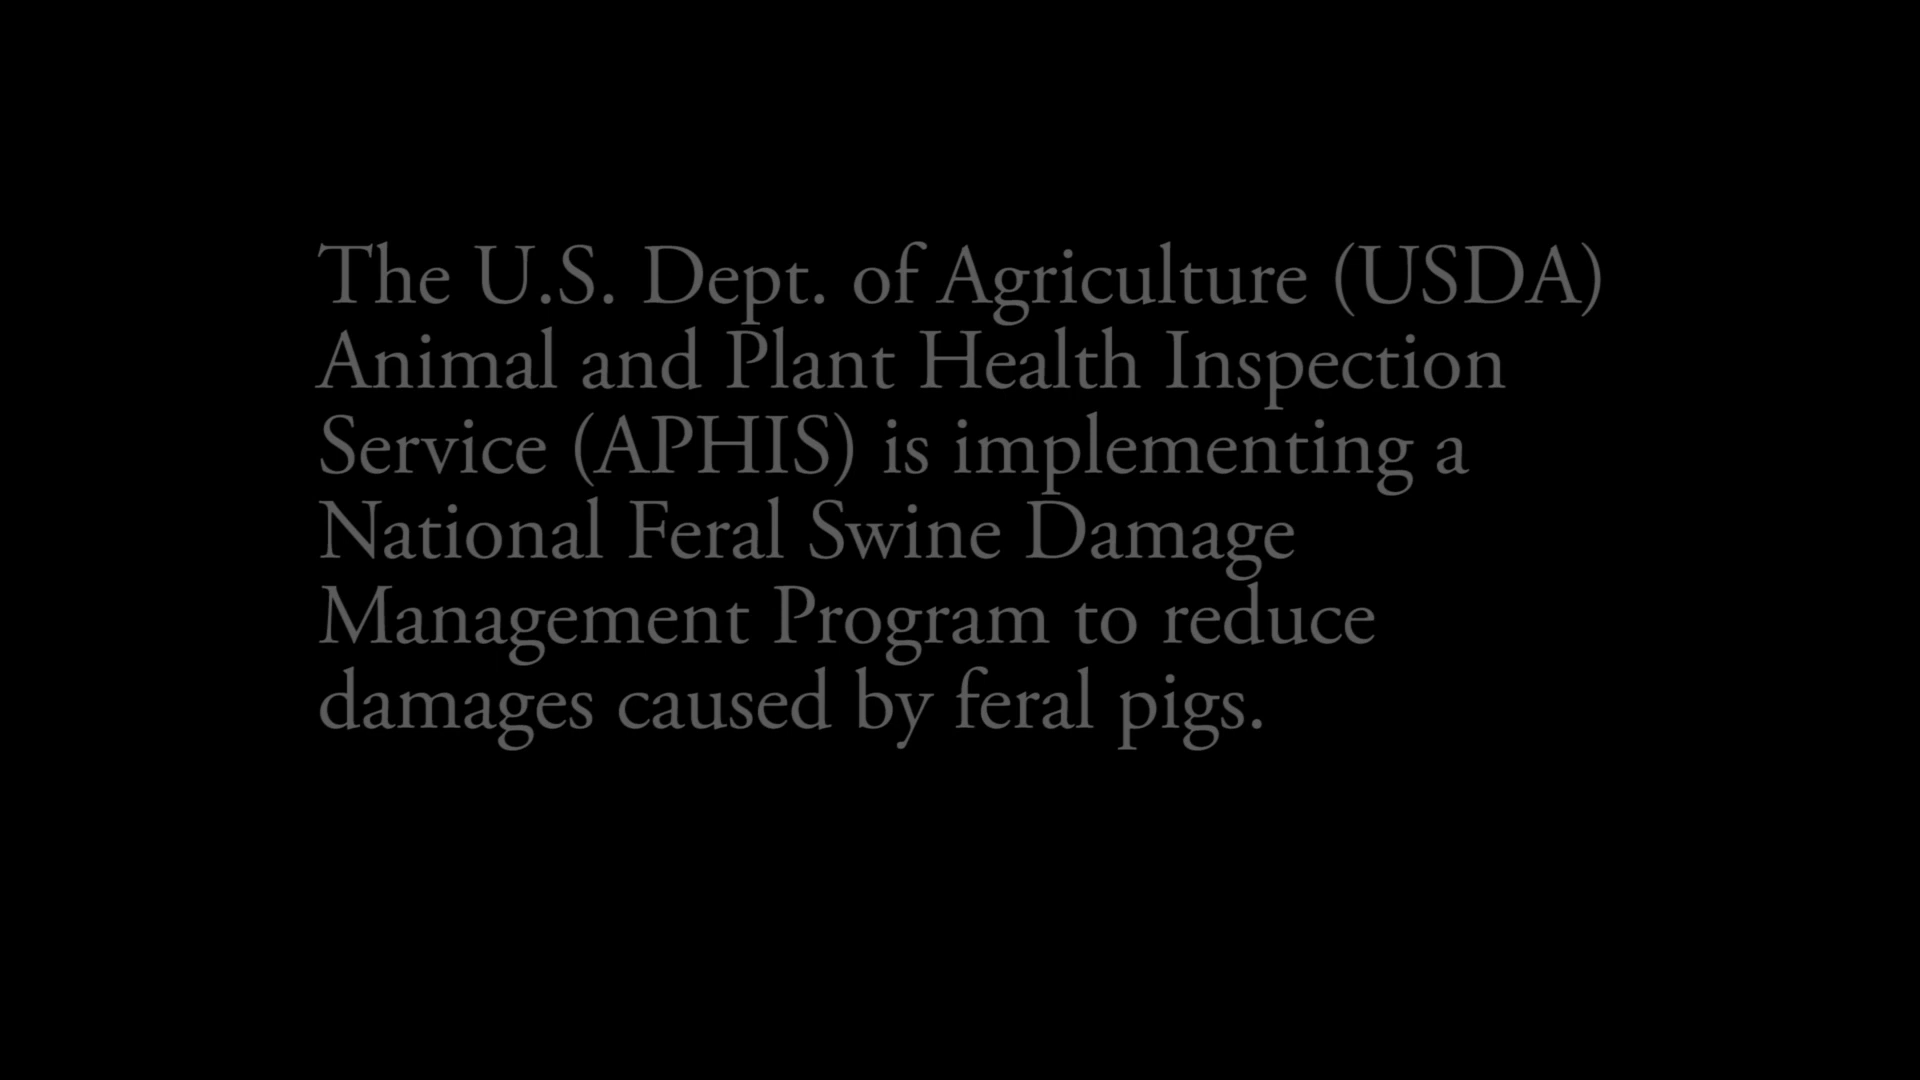 The U.S. Dept. of Agriculture (USDA)
Animal and Plant Health Inspection
Service (APHIS) is implementing a
National Feral Swine Damage
Management Program to reduce
damages caused by feral pigs.